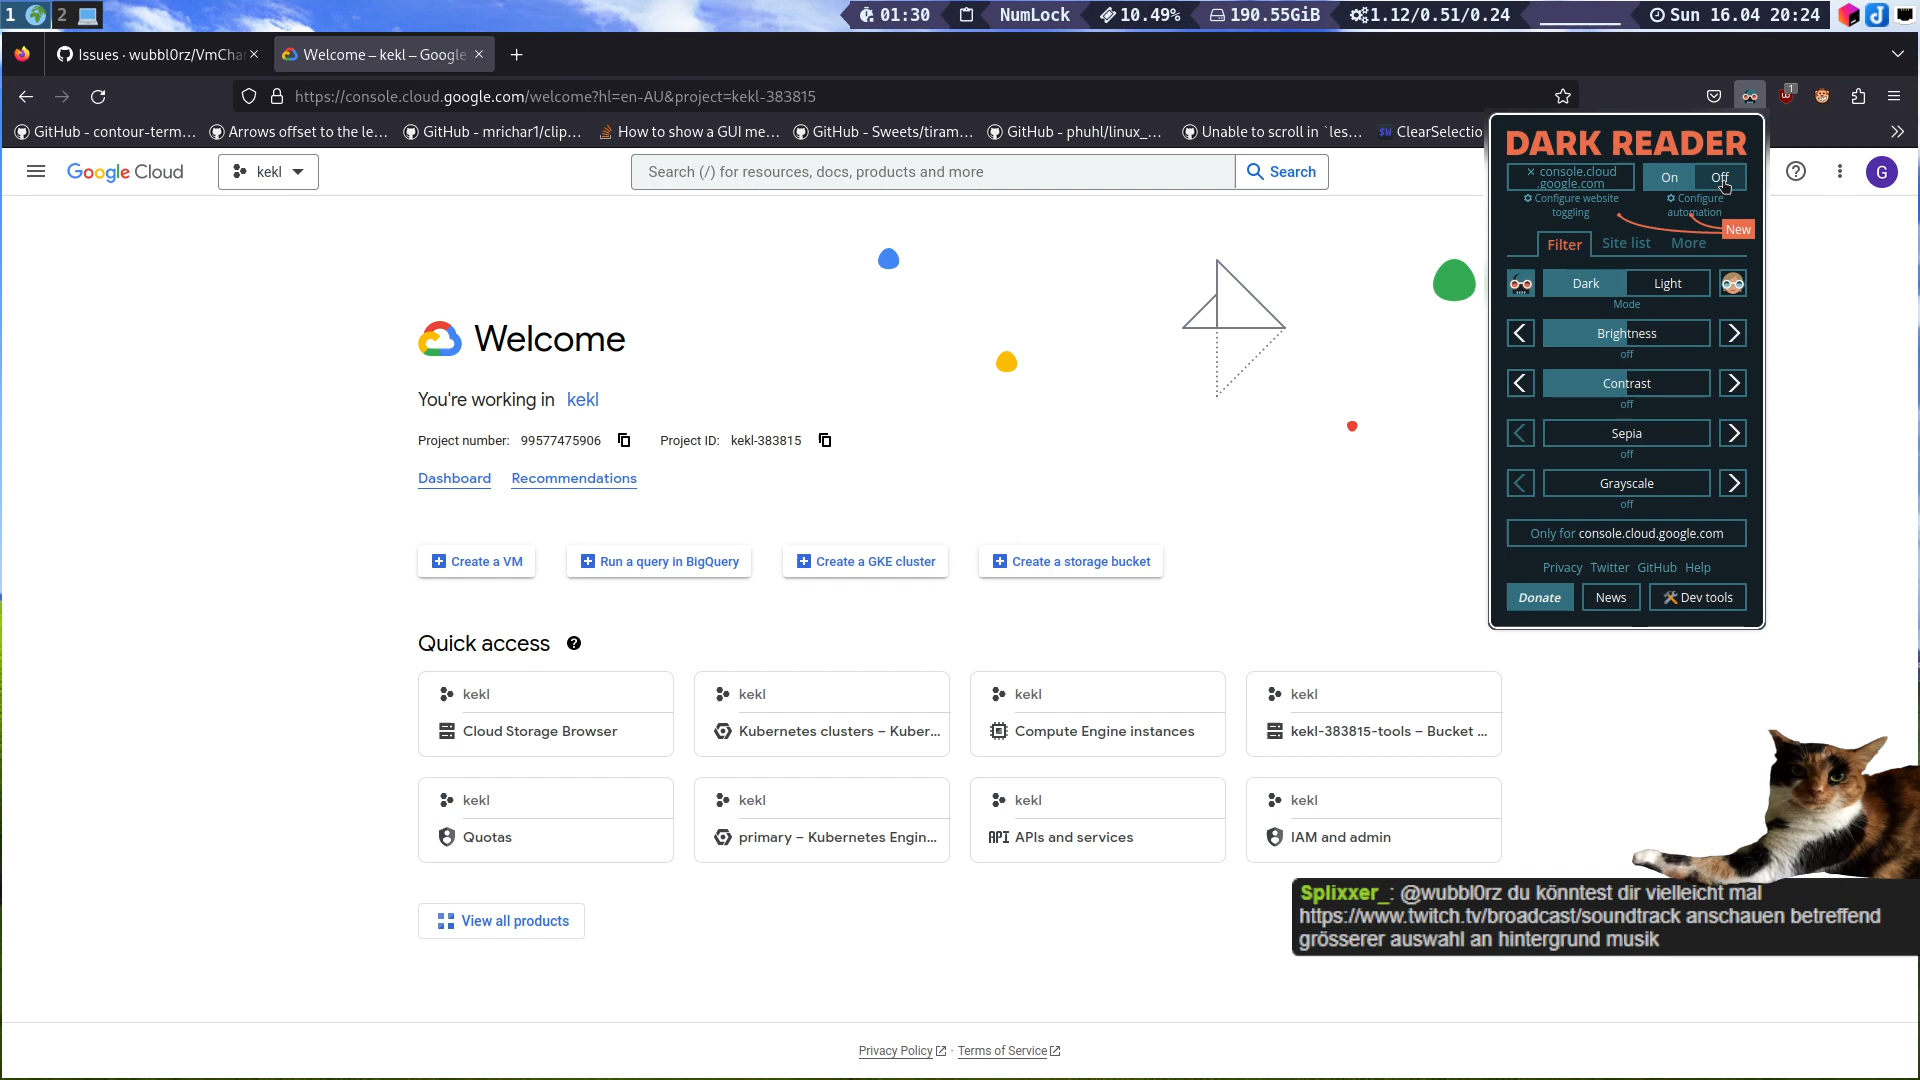 1 2 01:30 NumLock 10.49% 190.55GiB 1.12/0.51/0.24 Sun 16.04 20:24
Issues · wubbl0rz/VmCha Welcome – kekl – Google
https://console.cloud.google.com/welcome?hl=en-AU&project=kekl-383815 1
GitHub - contour-term... Arrows offset to the le... GitHub - mrichar1/clip... How to show a GUI me... GitHub - Sweets/tiram... GitHub - phuhl/linux_... Unable to scroll in `les... SW ClearSelectio
Google Cloud kekl Search (/) for resources, docs, products and more Search G
DARK READER
console.cloud
.google.com
On Off
Configure website
toggling
Configure
automation
New
Filter Site list More
Dark Light
Mode
Brightness
off
Contrast
off
Sepia
off
Grayscale
off
Only for console.cloud.google.com
Privacy Twitter GitHub Help
Donate News Dev tools
Welcome
You're working in kekl
Project number: 99577475906 Project ID: kekl-383815
Dashboard Recommendations
Create a VM Run a query in BigQuery Create a GKE cluster Create a storage bucket
Quick access
kekl kekl kekl kekl
Cloud Storage Browser Kubernetes clusters – Kuber... Compute Engine instances kekl-383815-tools – Bucket ...
kekl kekl kekl kekl
Quotas primary – Kubernetes Engin... API APIs and services IAM and admin
View all products
Splixxer_: @wubbl0rz du könntest dir vielleicht mal
https://www.twitch.tv/broadcast/soundtrack anschauen betreffend
grösserer auswahl an hintergrund musik
Privacy Policy · Terms of Service